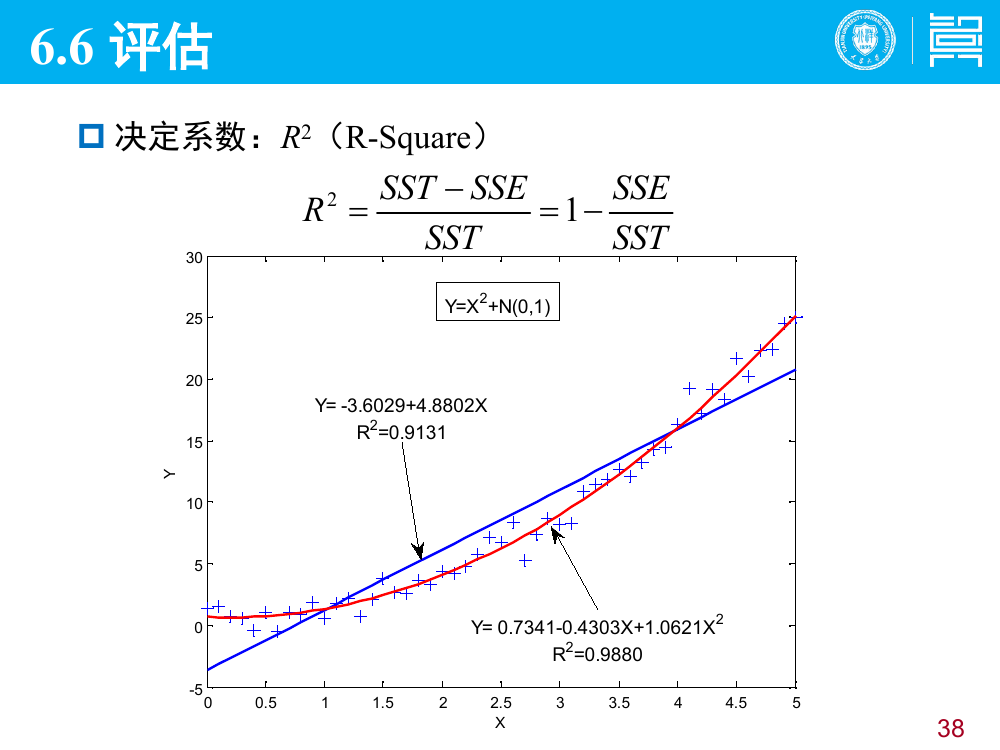 6.6 评估
决定系数：R²（R-Square）
R² = (SST − SSE) / SST = 1 − SSE / SST
30
25
20
15
10
5
0
-5
Y
Y=X²+N(0,1)
Y= -3.6029+4.8802X
R²=0.9131
Y= 0.7341-0.4303X+1.0621X²
R²=0.9880
0 0.5 1 1.5 2 2.5 3 3.5 4 4.5 5
X
38